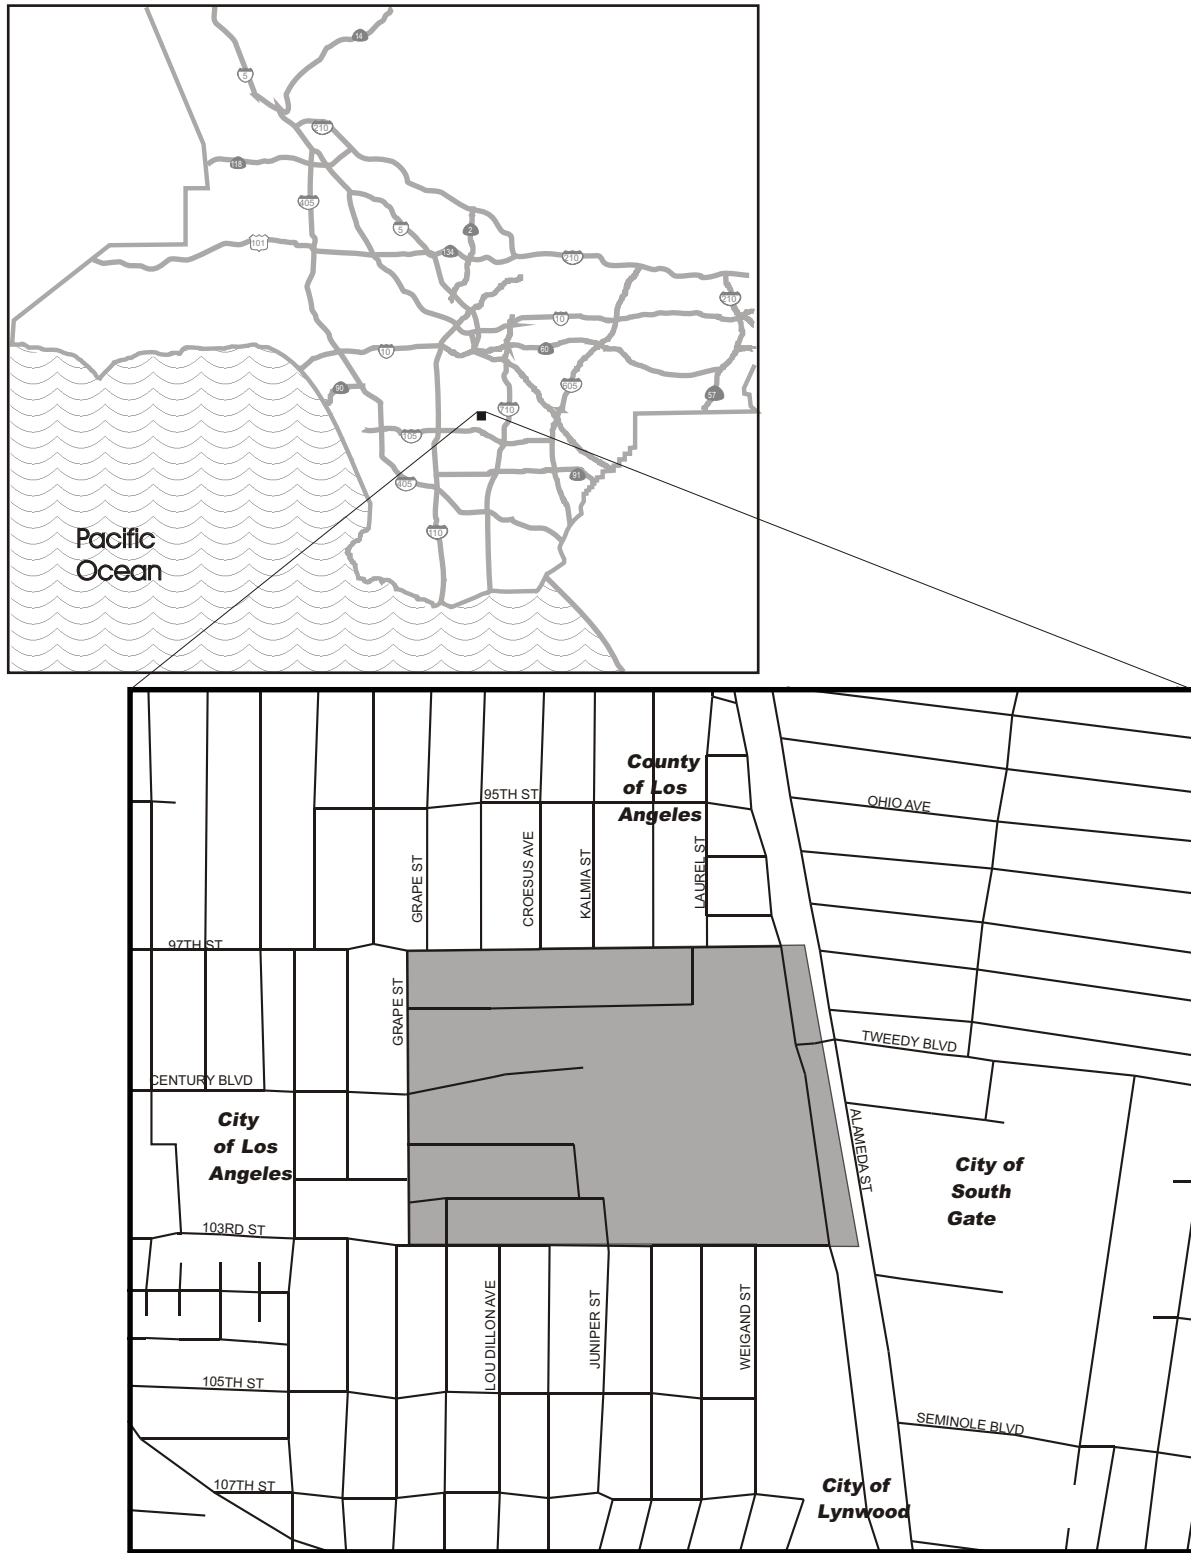 14
5
210
118
405
5
2
101
134
210
210
10
10
60
90
605
57
710
105
405
91
110
Pacific
Ocean
County
of Los
Angeles
95TH ST
OHIO AVE
GRAPE ST
CROESUS AVE
KALMIA ST
LAUREL ST
97TH ST
GRAPE ST
TWEEDY BLVD
CENTURY BLVD
City
of Los
Angeles
ALAMEDA ST
City of
South
Gate
103RD ST
LOU DILLON AVE
JUNIPER ST
WEIGAND ST
105TH ST
SEMINOLE BLVD
107TH ST
City of
Lynwood